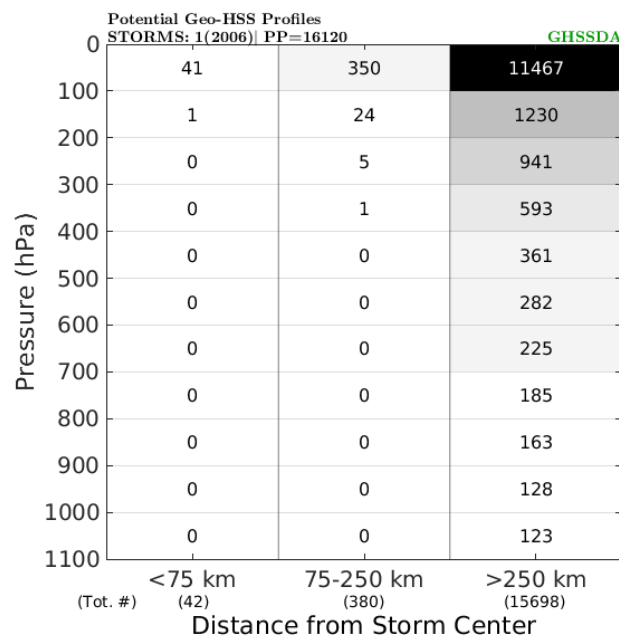 Potential Geo-HSS Profiles
STORMS: 1(2006)| PP=16120 GHSSDA
0
41 350 11467
100
1 24 1230
200
0 5 941
300
0 1 593
400
0 0 361
500
0 0 282
600
0 0 225
700
0 0 185
800
0 0 163
900
0 0 128
1000
0 0 123
1100
Pressure (hPa)
<75 km 75-250 km >250 km
(Tot. #) (42) (380) (15698)
Distance from Storm Center